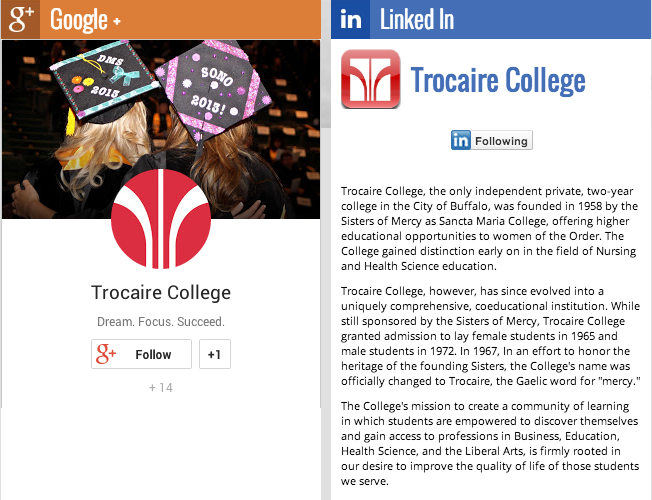 g+ Google +
DMS
2013
SONO
2013!
Trocaire College
Dream. Focus. Succeed.
g+ Follow +1
+ 14
in Linked In
Trocaire College
in Following
Trocaire College, the only independent private, two-year
college in the City of Buffalo, was founded in 1958 by the
Sisters of Mercy as Sancta Maria College, offering higher
educational opportunities to women of the Order. The
College gained distinction early on in the field of Nursing
and Health Science education.
Trocaire College, however, has since evolved into a
uniquely comprehensive, coeducational institution. While
still sponsored by the Sisters of Mercy, Trocaire College
granted admission to lay female students in 1965 and
male students in 1972. In 1967, In an effort to honor the
heritage of the founding Sisters, the College's name was
officially changed to Trocaire, the Gaelic word for "mercy."
The College's mission to create a community of learning
in which students are empowered to discover themselves
and gain access to professions in Business, Education,
Health Science, and the Liberal Arts, is firmly rooted in
our desire to improve the quality of life of those students
we serve.